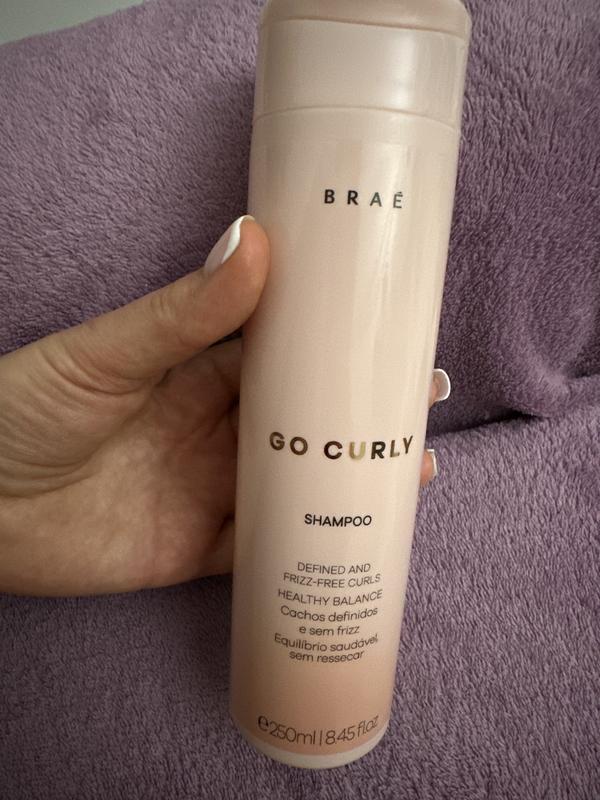 BRAÉ
GO CURLY
SHAMPOO
DEFINED AND
FRIZZ-FREE CURLS
HEALTHY BALANCE
Cachos definidos
e sem frizz
Equilíbrio saudável,
sem ressecar
℮250ml | 8.45 fl.oz